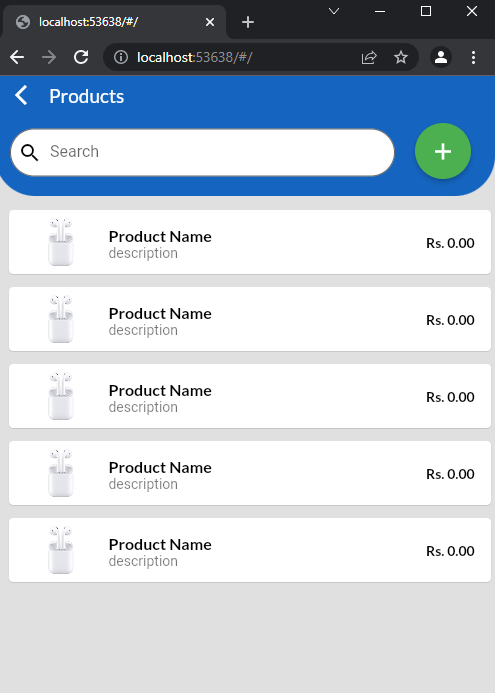 localhost:53638/#/
localhost:53638/#/
Products
Search
Product Name
description
Rs. 0.00
Product Name
description
Rs. 0.00
Product Name
description
Rs. 0.00
Product Name
description
Rs. 0.00
Product Name
description
Rs. 0.00